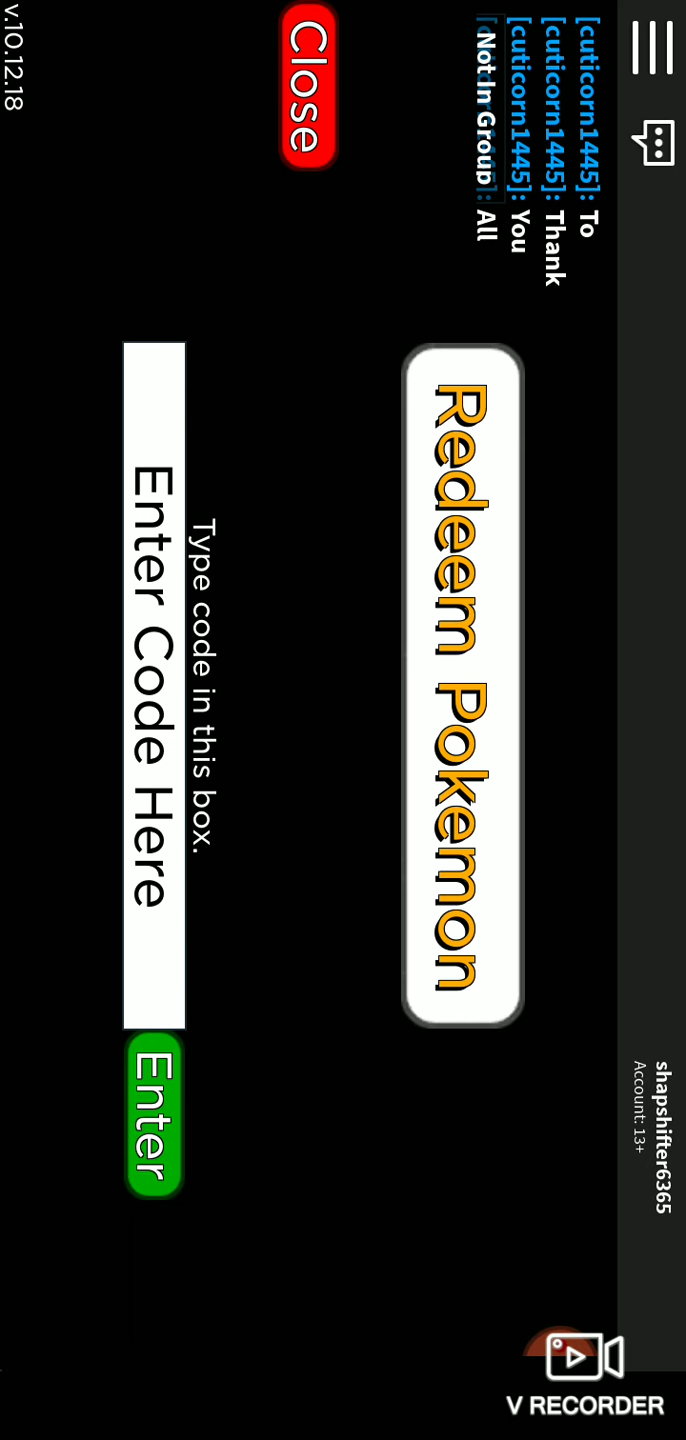 shapshifter6365
Account: 13+
[cuticorn1445]: To
[cuticorn1445]: Thank
[cuticorn1445]: You
Not In Group
All
Redeem Pokemon
Close
Type code in this box.
Enter Code Here
Enter
v.10.12.18
V RECORDER